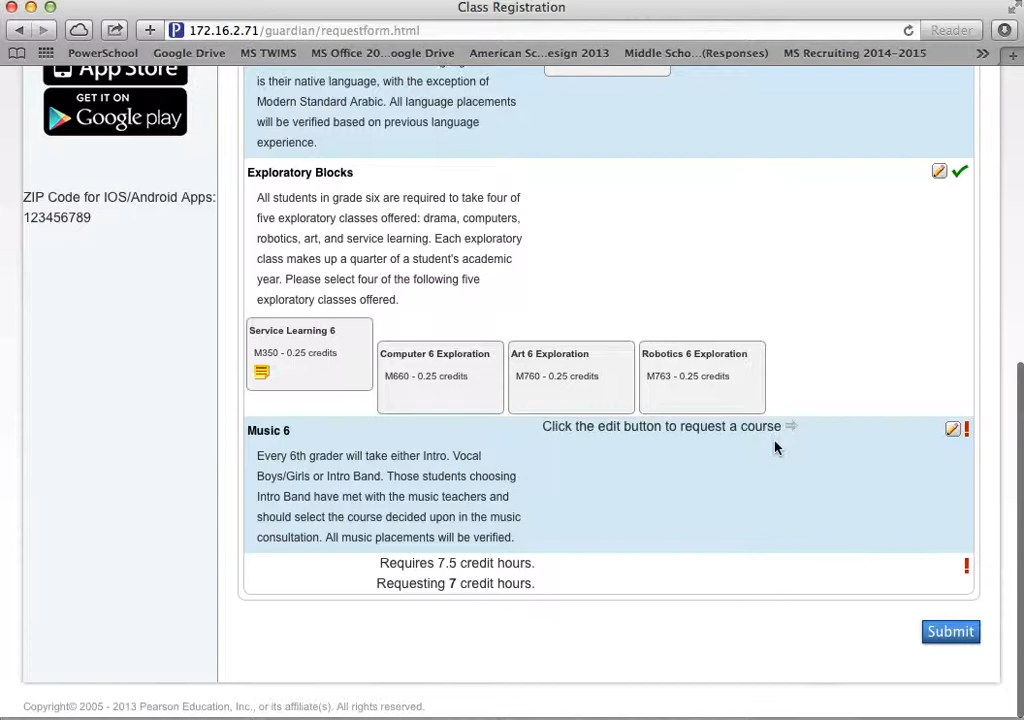 Class Registration
172.16.2.71/guardian/requestform.html
Reader
PowerSchool Google Drive MS TWIMS MS Office 20...oogle Drive American Sc...esign 2013 Middle Scho...(Responses) MS Recruiting 2014–2015
App Store
GET IT ON
Google play
ZIP Code for IOS/Android Apps:
123456789
is their native language, with the exception of
Modern Standard Arabic. All language placements
will be verified based on previous language
experience.
Exploratory Blocks
All students in grade six are required to take four of
five exploratory classes offered: drama, computers,
robotics, art, and service learning. Each exploratory
class makes up a quarter of a student's academic
year. Please select four of the following five
exploratory classes offered.
Service Learning 6
M350 - 0.25 credits
Computer 6 Exploration
M660 - 0.25 credits
Art 6 Exploration
M760 - 0.25 credits
Robotics 6 Exploration
M763 - 0.25 credits
Music 6
Click the edit button to request a course
Every 6th grader will take either Intro. Vocal
Boys/Girls or Intro Band. Those students choosing
Intro Band have met with the music teachers and
should select the course decided upon in the music
consultation. All music placements will be verified.
Requires 7.5 credit hours.
Requesting 7 credit hours.
Submit
Copyright© 2005 - 2013 Pearson Education, Inc., or its affiliate(s). All rights reserved.